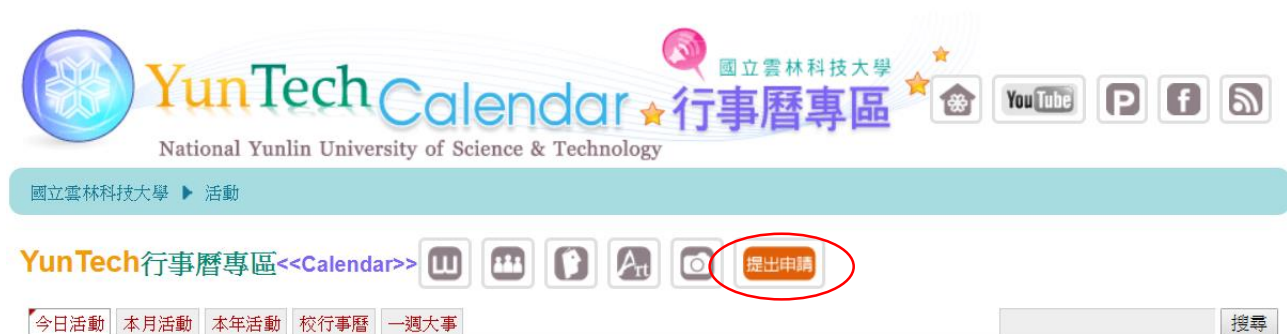 國立雲林科技大學
YunTech Calendar 行事曆專區
National Yunlin University of Science & Technology
You Tube P f
國立雲林科技大學 ▶ 活動
YunTech行事曆專區<<Calendar>> W Art 提出申請
今日活動 本月活動 本年活動 校行事曆 一週大事 搜尋